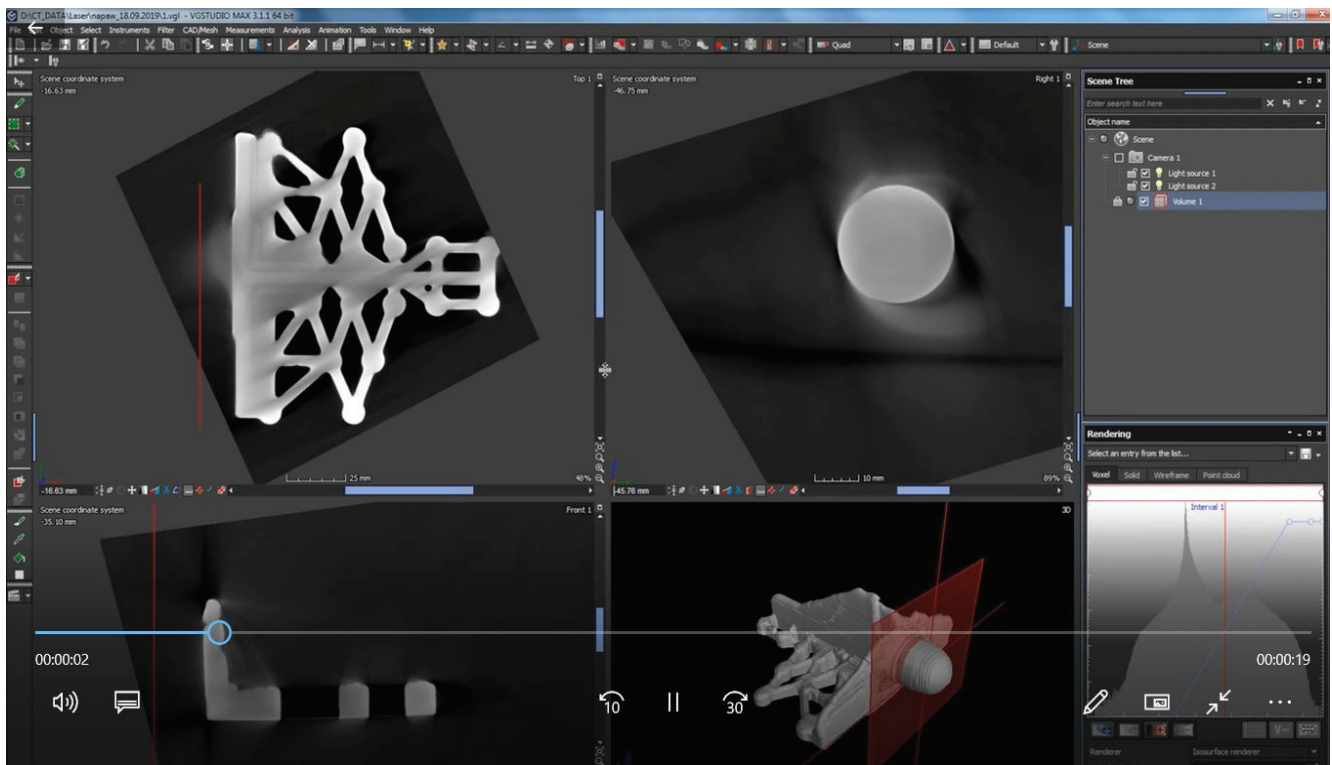 D:\CT_DATA\Laser\napaw_18.09.2019\1.vgl - VGSTUDIO MAX 3.1.1 64 bit
File Object Select Instruments Filter CAD/Mesh Measurements Analysis Animation Tools Window Help
Quad
Default
Scene
Scene coordinate system
Top 1
-16.63 mm
25 mm
48%
-16.63 mm
Scene coordinate system
Right 1
-46.75 mm
10 mm
89%
-45.76 mm
Scene coordinate system
Front 1
-35.10 mm
3D
Scene Tree
Enter search text here
Object name
Scene
Camera 1
Light source 1
Light source 2
Volume 1
Rendering
Select an entry from the list...
Voxel Solid Wireframe Point cloud
Interval 1
Renderer
Isosurface renderer
00:00:02
00:00:19
10
30